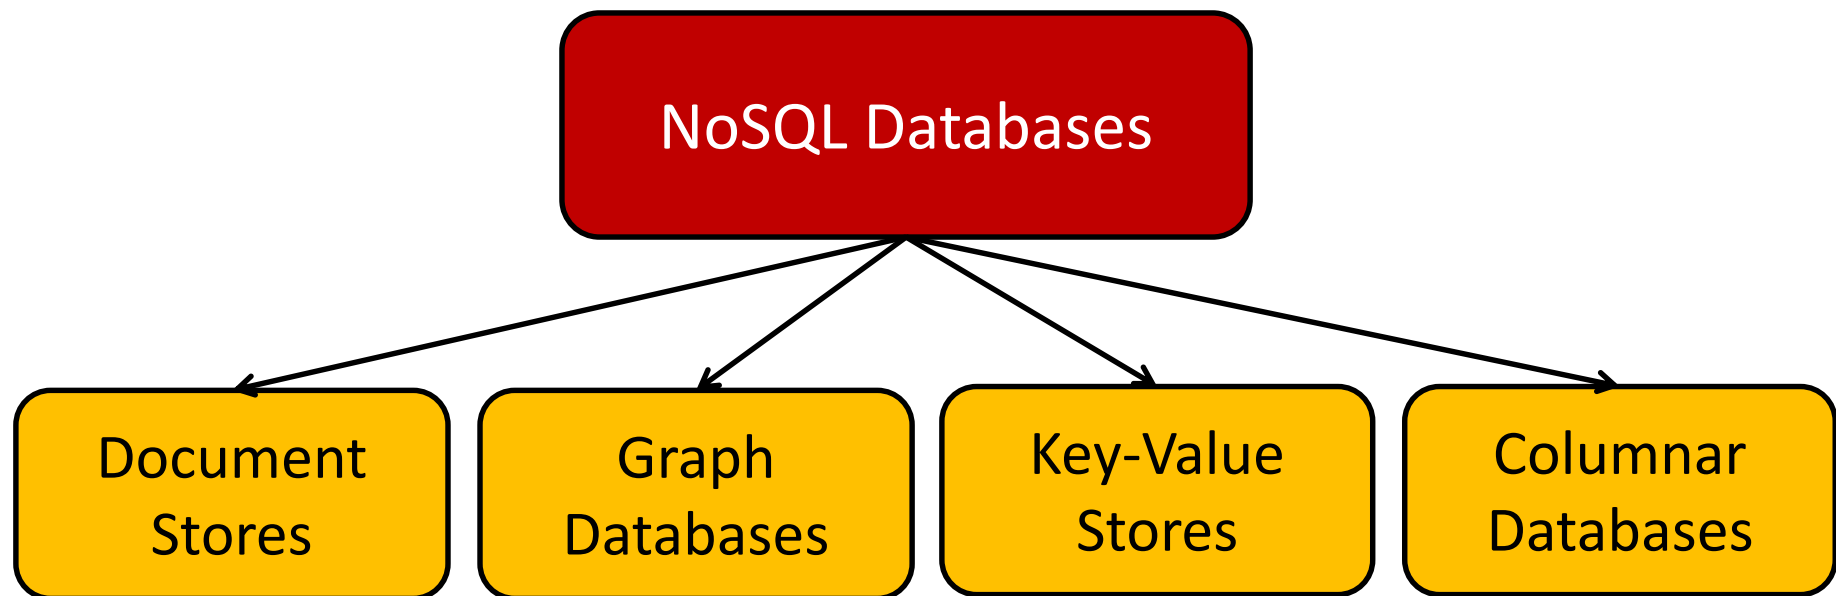 NoSQL Databases
Document
Stores
Graph
Databases
Key-Value
Stores
Columnar
Databases